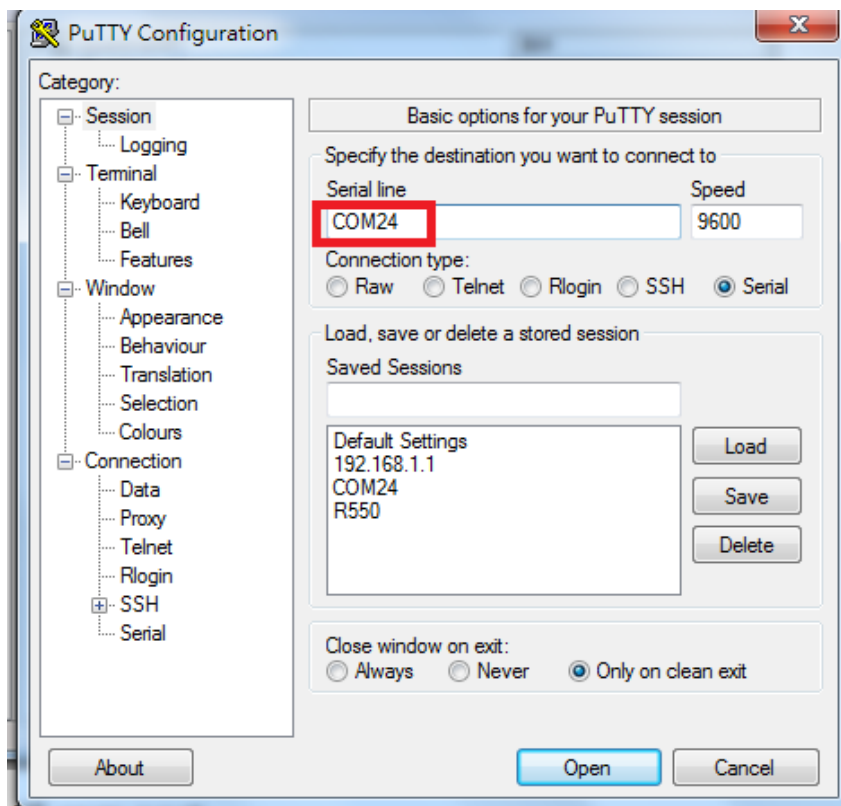 PuTTY Configuration
Category:
Session
Logging
Terminal
Keyboard
Bell
Features
Window
Appearance
Behaviour
Translation
Selection
Colours
Connection
Data
Proxy
Telnet
Rlogin
SSH
Serial
Basic options for your PuTTY session
Specify the destination you want to connect to
Serial line Speed
COM24 9600
Connection type:
Raw Telnet Rlogin SSH Serial
Load, save or delete a stored session
Saved Sessions
Default Settings
192.168.1.1
COM24
R550
Load
Save
Delete
Close window on exit:
Always Never Only on clean exit
About Open Cancel